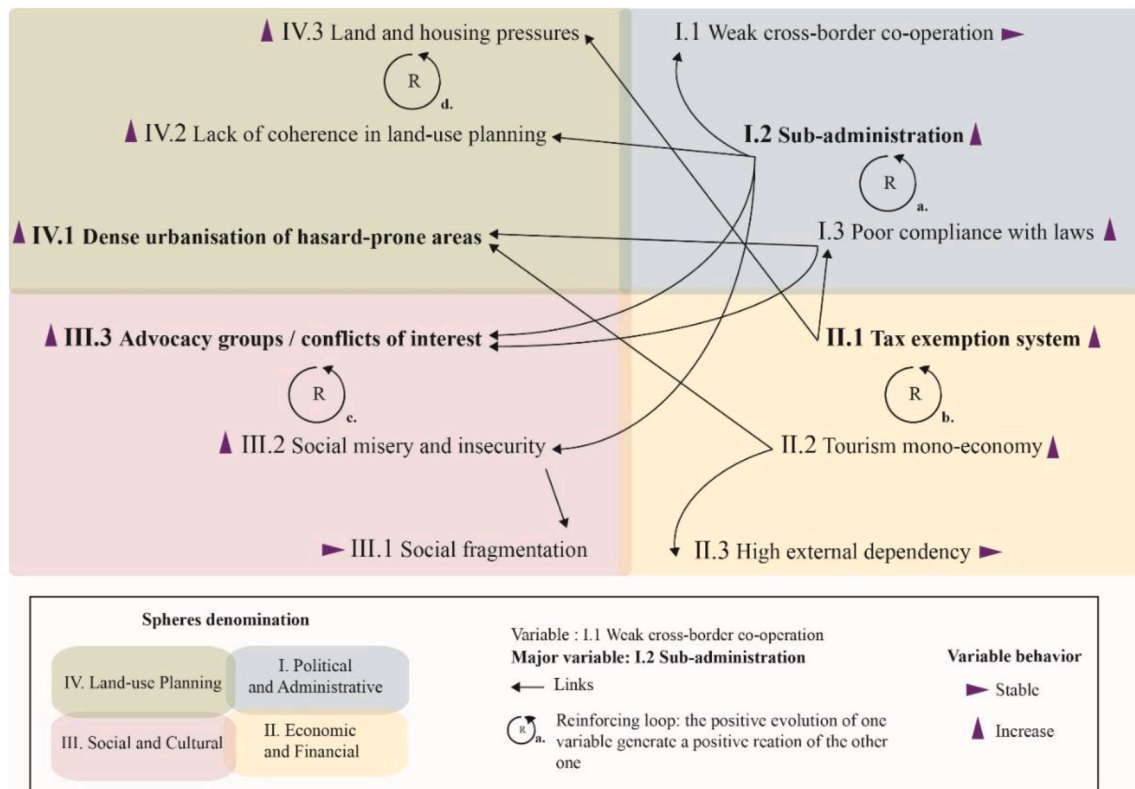 IV.3 Land and housing pressures
I.1 Weak cross-border co-operation
R
d.
IV.2 Lack of coherence in land-use planning
I.2 Sub-administration
R
a.
IV.1 Dense urbanisation of hasard-prone areas
I.3 Poor compliance with laws
III.3 Advocacy groups / conflicts of interest
II.1 Tax exemption system
R
c.
R
b.
III.2 Social misery and insecurity
II.2 Tourism mono-economy
III.1 Social fragmentation
II.3 High external dependency
Spheres denomination
IV. Land-use Planning
I. Political
and Administrative
III. Social and Cultural
II. Economic
and Financial
Variable : I.1 Weak cross-border co-operation
Major variable: I.2 Sub-administration
Links
R
a.
Reinforcing loop: the positive evolution of one
variable generate a positive reation of the other
one
Variable behavior
Stable
Increase